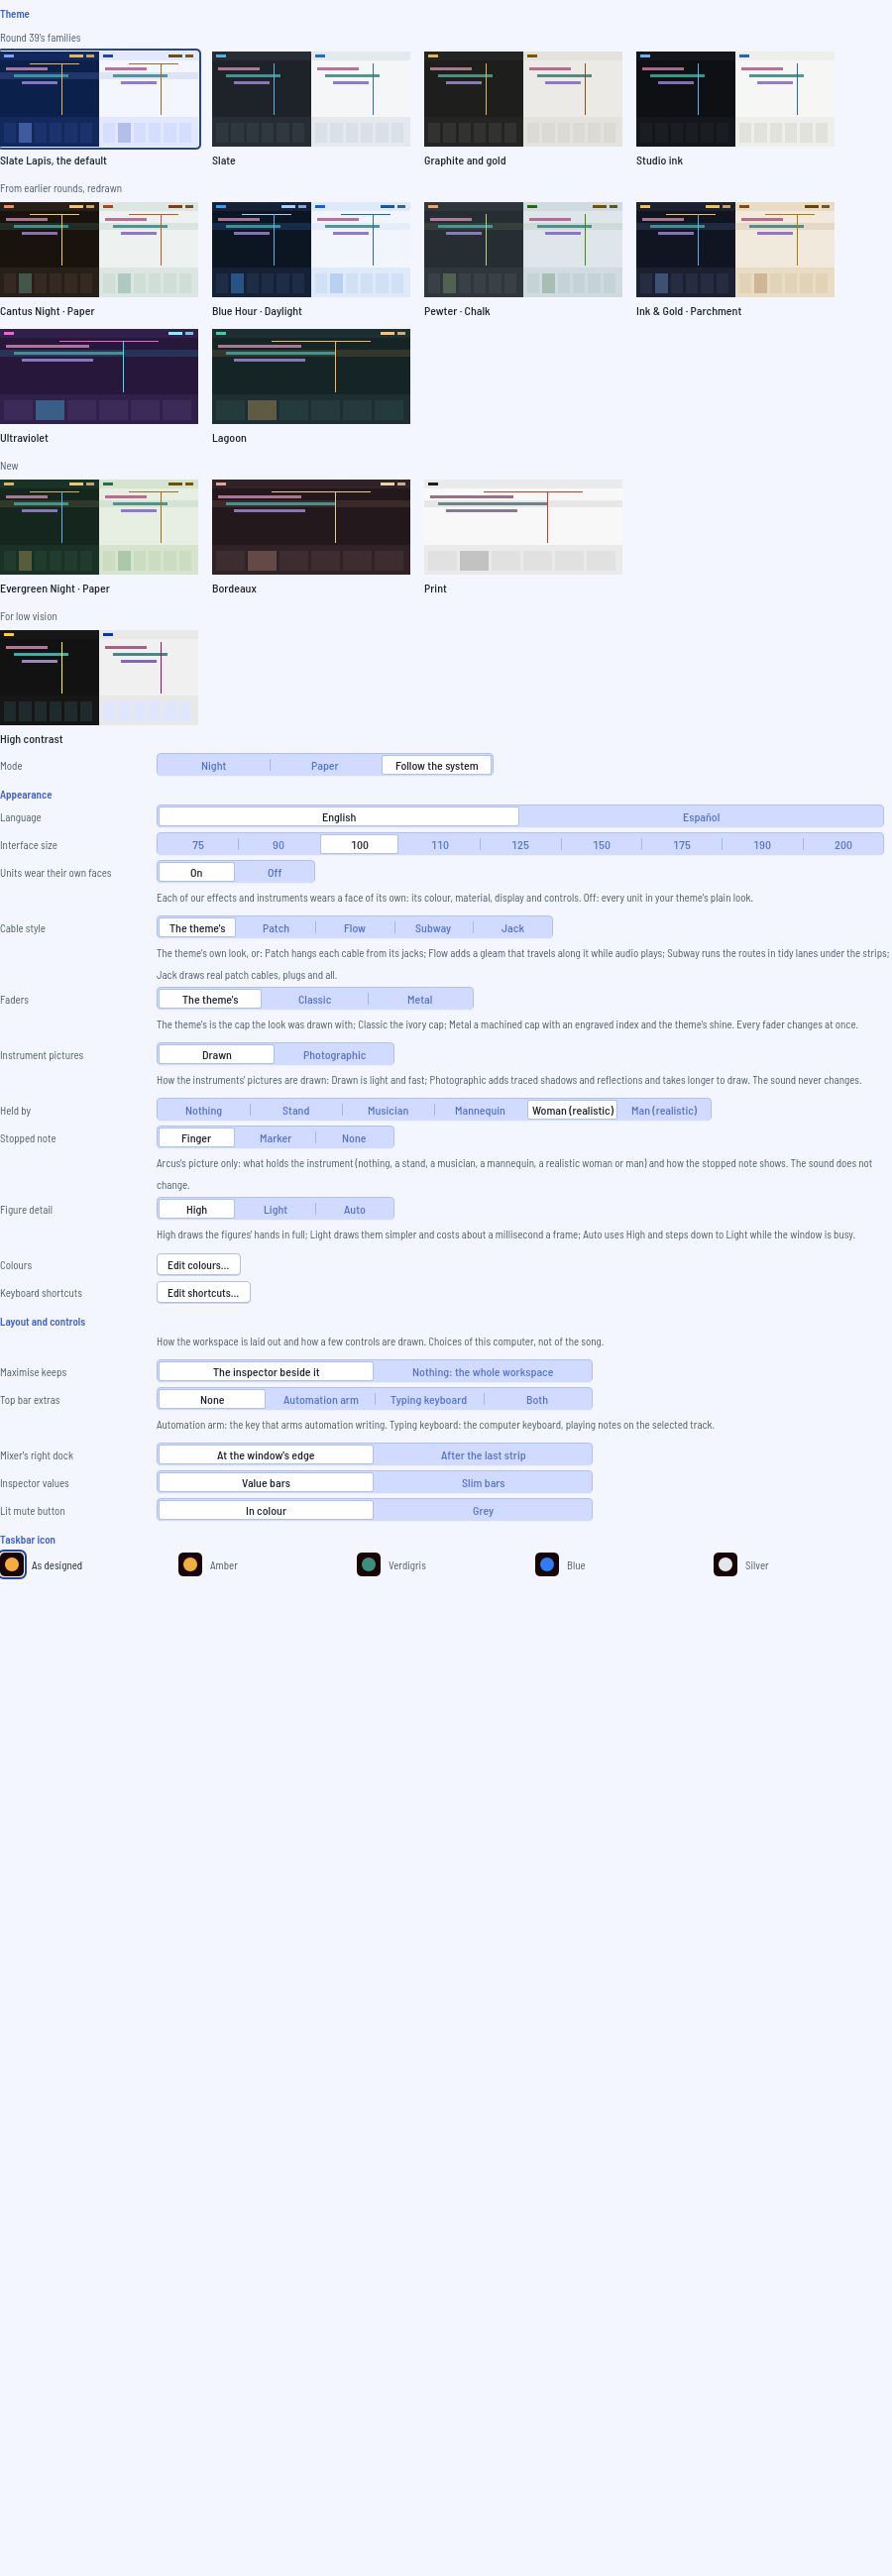 Theme
Round 39's families
Slate Lapis, the default
Slate
Graphite and gold
Studio ink
From earlier rounds, redrawn
Cantus Night · Paper
Blue Hour · Daylight
Pewter · Chalk
Ink & Gold · Parchment
Ultraviolet
Lagoon
New
Evergreen Night · Paper
Bordeaux
Print
For low vision
High contrast
Mode Night Paper Follow the system
Appearance
Language English Español
Interface size 75 90 100 110 125 150 175 190 200
Units wear their own faces On Off
Each of our effects and instruments wears a face of its own: its colour, material, display and controls. Off: every unit in your theme's plain look.
Cable style The theme's Patch Flow Subway Jack
The theme's own look, or: Patch hangs each cable from its jacks; Flow adds a gleam that travels along it while audio plays; Subway runs the routes in tidy lanes under the strips;
Jack draws real patch cables, plugs and all.
Faders The theme's Classic Metal
The theme's is the cap the look was drawn with; Classic the ivory cap; Metal a machined cap with an engraved index and the theme's shine. Every fader changes at once.
Instrument pictures Drawn Photographic
How the instruments' pictures are drawn: Drawn is light and fast; Photographic adds traced shadows and reflections and takes longer to draw. The sound never changes.
Held by Nothing Stand Musician Mannequin Woman (realistic) Man (realistic)
Stopped note Finger Marker None
Arcus's picture only: what holds the instrument (nothing, a stand, a musician, a mannequin, a realistic woman or man) and how the stopped note shows. The sound does not
change.
Figure detail High Light Auto
High draws the figures' hands in full; Light draws them simpler and costs about a millisecond a frame; Auto uses High and steps down to Light while the window is busy.
Colours Edit colours...
Keyboard shortcuts Edit shortcuts...
Layout and controls
How the workspace is laid out and how a few controls are drawn. Choices of this computer, not of the song.
Maximise keeps The inspector beside it Nothing: the whole workspace
Top bar extras None Automation arm Typing keyboard Both
Automation arm: the key that arms automation writing. Typing keyboard: the computer keyboard, playing notes on the selected track.
Mixer's right dock At the window's edge After the last strip
Inspector values Value bars Slim bars
Lit mute button In colour Grey
Taskbar icon
As designed Amber Verdigris Blue Silver